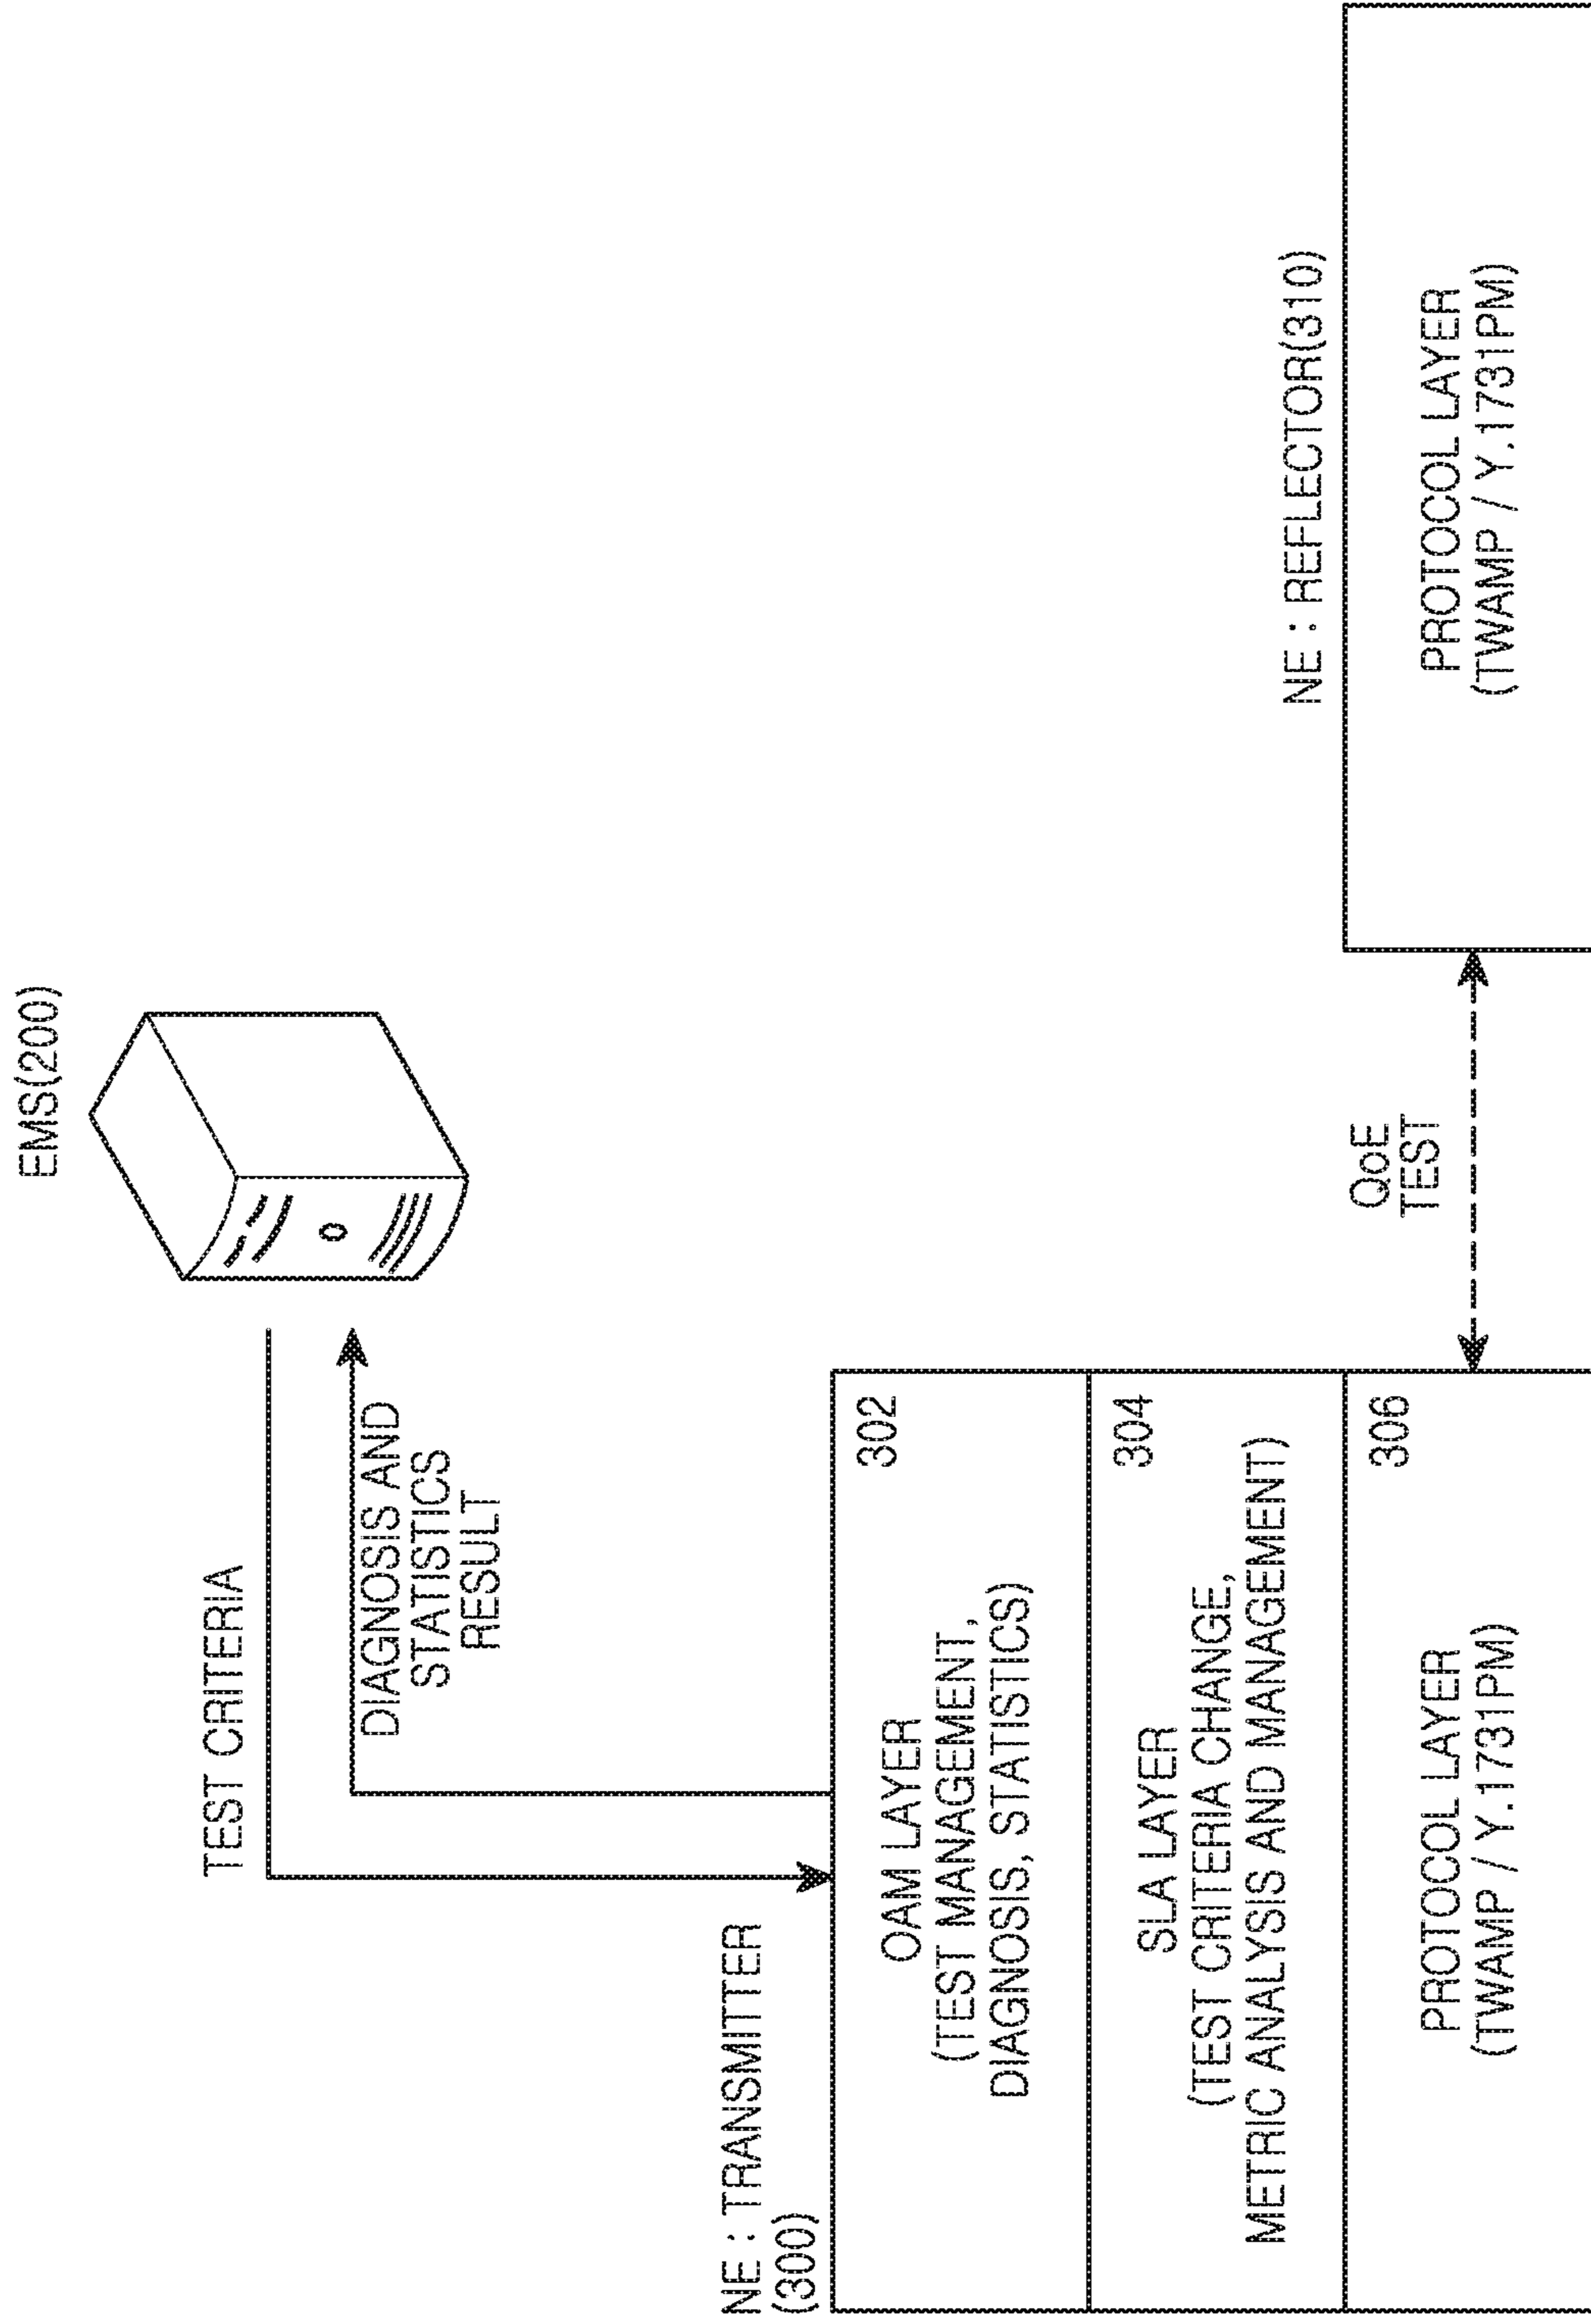 EMS(200)
TEST CRITERIA
DIAGNOSIS AND
STATISTICS
RESULT
NE : TRANSMITTER
(300)
302
OAM LAYER
(TEST MANAGEMENT,
DIAGNOSIS, STATISTICS)
304
SLA LAYER
(TEST CRITERIA CHANGE,
METRIC ANALYSIS AND MANAGEMENT)
306
PROTOCOL LAYER
(TWAMP / Y.1731PM)
QoE
TEST
NE : REFLECTOR(310)
PROTOCOL LAYER
(TWAMP / Y.1731PM)